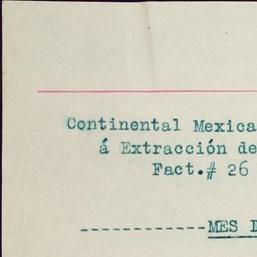 Continental Mexica
á Extracción de
Fact.# 26
------------MES D